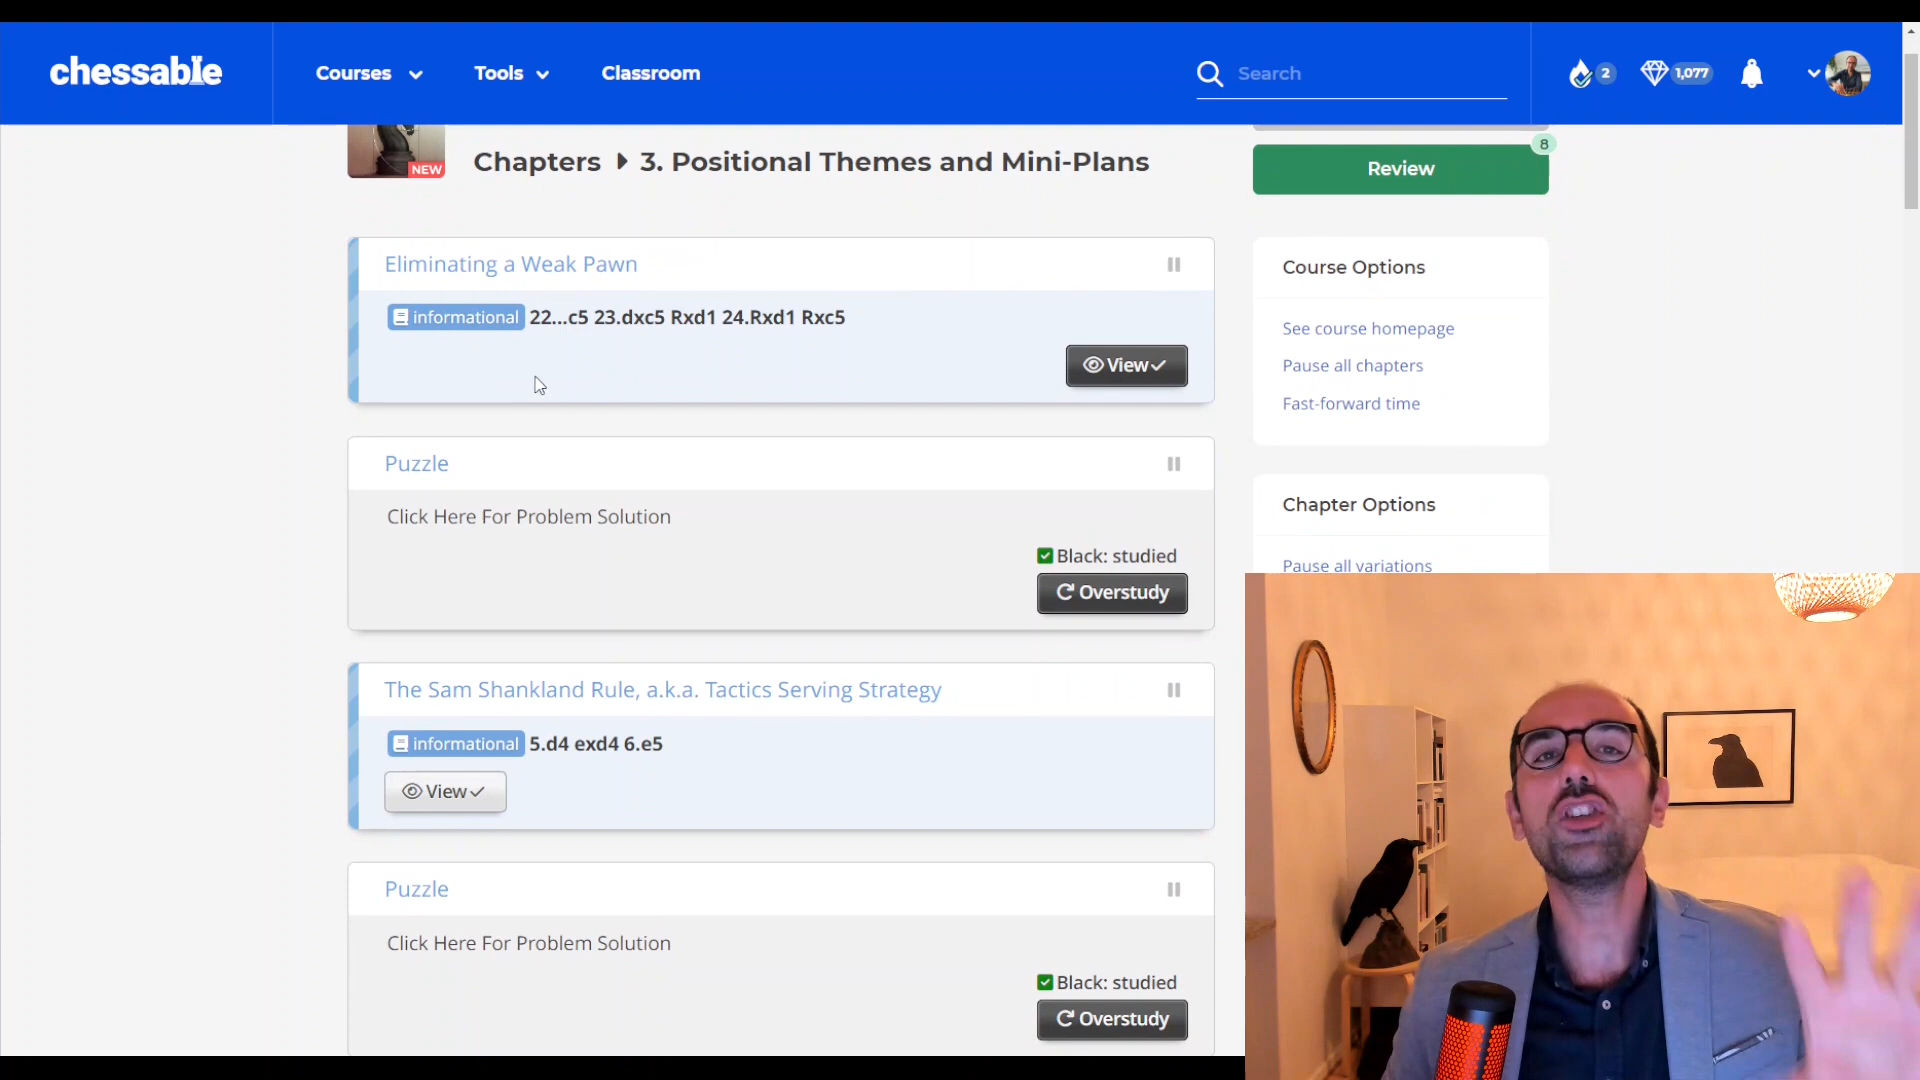 chessable
Courses
Tools
Classroom
Search
2
1,077
NEW
Chapters
3. Positional Themes and Mini-Plans
8
Review
Eliminating a Weak Pawn
informational 22...c5 23.dxc5 Rxd1 24.Rxd1 Rxc5
View
Puzzle
Click Here For Problem Solution
Black: studied
Overstudy
The Sam Shankland Rule, a.k.a. Tactics Serving Strategy
informational 5.d4 exd4 6.e5
View
Puzzle
Click Here For Problem Solution
Black: studied
Overstudy
Course Options
See course homepage
Pause all chapters
Fast-forward time
Chapter Options
Pause all variations